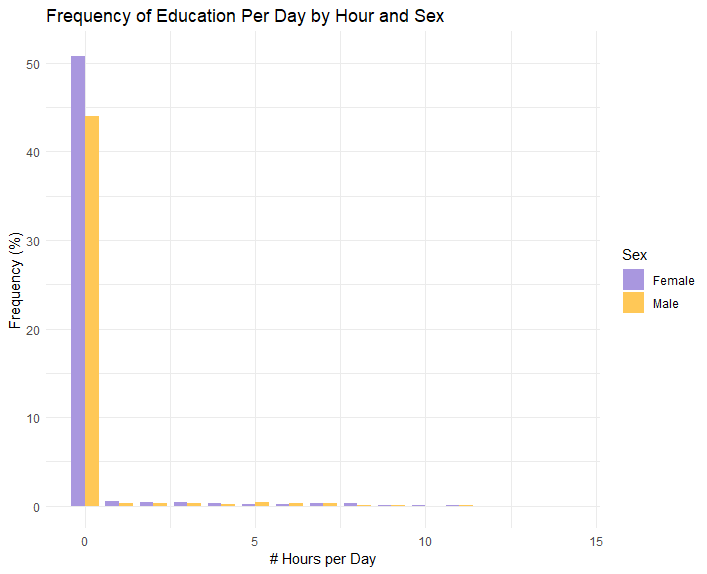 Frequency of Education Per Day by Hour and Sex
50
40
30
20
10
0
Frequency (%)
0 5 10 15
# Hours per Day
Sex
Female
Male